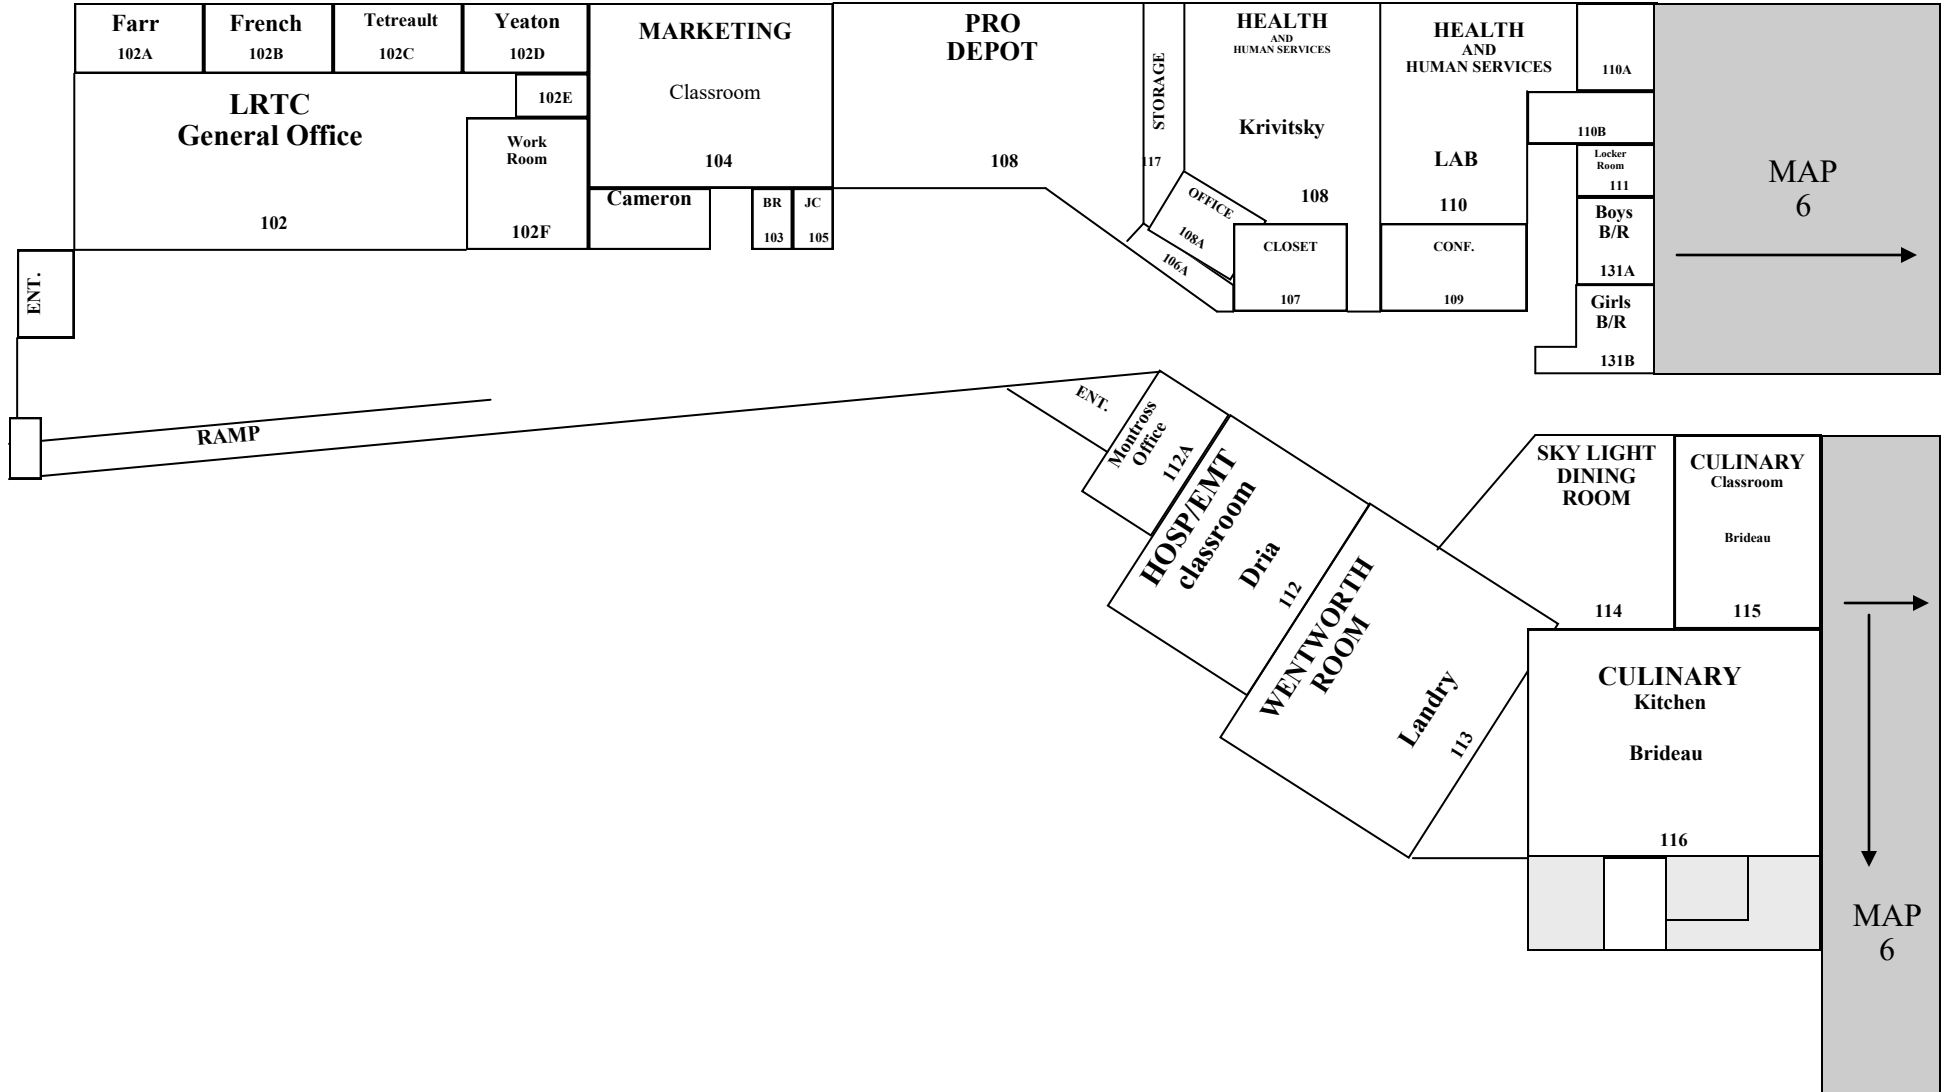 Farr
102A
French
102B
Tetreault
102C
Yeaton
102D
LRTC
General Office
102
102E
Work
Room
102F
MARKETING
Classroom
104
Cameron
BR
103
JC
105
PRO
DEPOT
108
STORAGE
117
HEALTH
AND
HUMAN SERVICES
Krivitsky
108
OFFICE
108A
106A
CLOSET
107
HEALTH
AND
HUMAN SERVICES
LAB
110
CONF.
109
110A
110B
Locker
Room
111
Boys
B/R
131A
Girls
B/R
131B
MAP
6
ENT.
RAMP
ENT.
Montross
Office
112A
HOSP/EMT
classroom
Dria
112
WENTWORTH
ROOM
Landry
113
SKY LIGHT
DINING
ROOM
114
CULINARY
Classroom
Brideau
115
CULINARY
Kitchen
Brideau
116
MAP
6